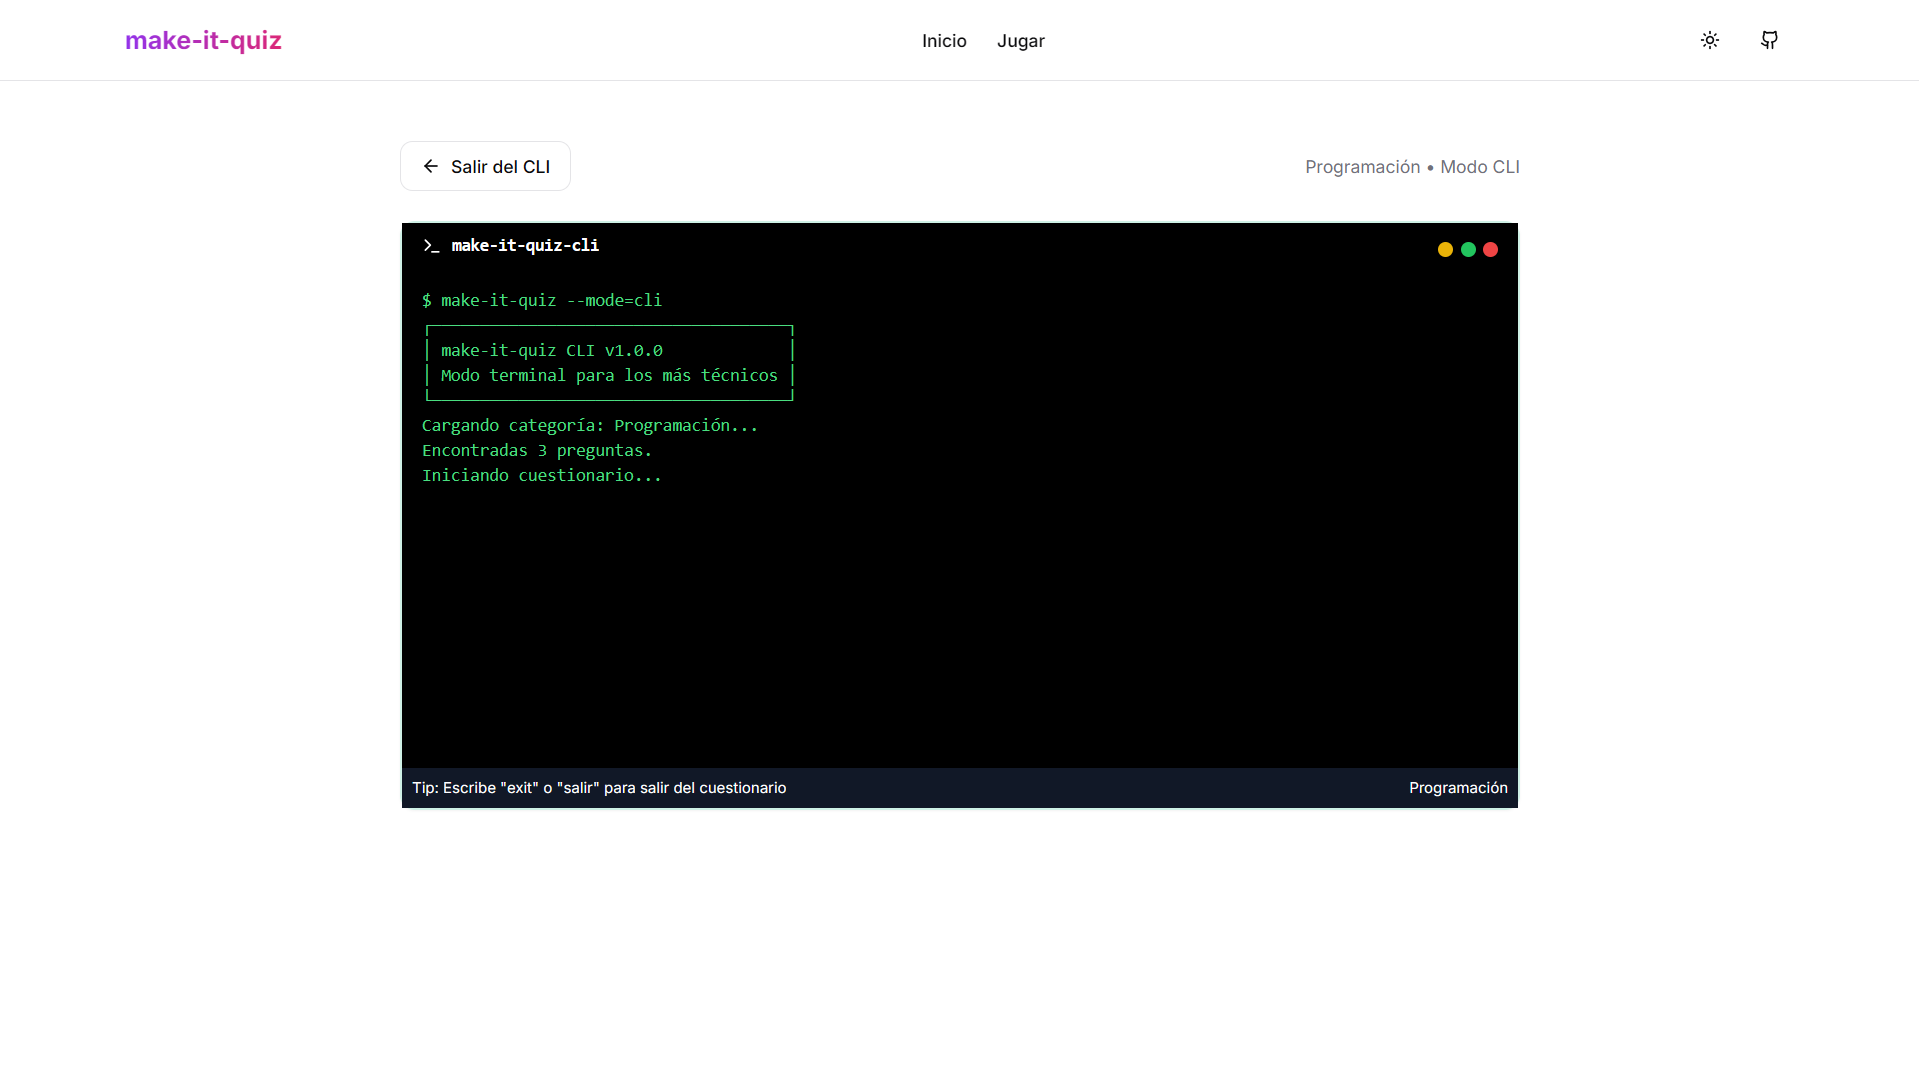 make-it-quiz
Inicio Jugar
Salir del CLI
Programación • Modo CLI
make-it-quiz-cli
$ make-it-quiz --mode=cli
make-it-quiz CLI v1.0.0
Modo terminal para los más técnicos
Cargando categoría: Programación...
Encontradas 3 preguntas.
Iniciando cuestionario...
Tip: Escribe "exit" o "salir" para salir del cuestionario
Programación